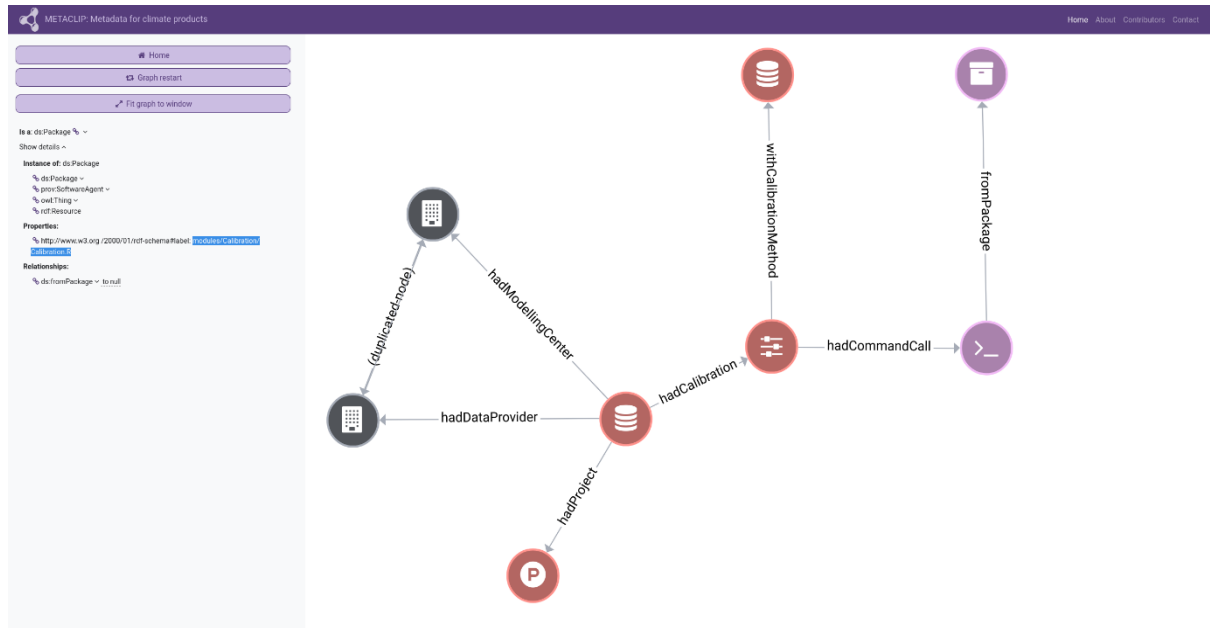 METACLIP: Metadata for climate products
Home About Contributors Contact
Home
Graph restart
Fit graph to window
Is a: ds:Package
Show details
Instance of: ds:Package
ds:Package
prov:SoftwareAgent
owl:Thing
rdf:Resource
Properties:
http://www.w3.org /2000/01/rdf-schema#label: modules/Calibration/
Calibration.R
Relationships:
ds:fromPackage to null
withCalibrationMethod
fromPackage
hadModellingCenter
(duplicated-node)
hadCommandCall
hadCalibration
hadDataProvider
hadProject
P